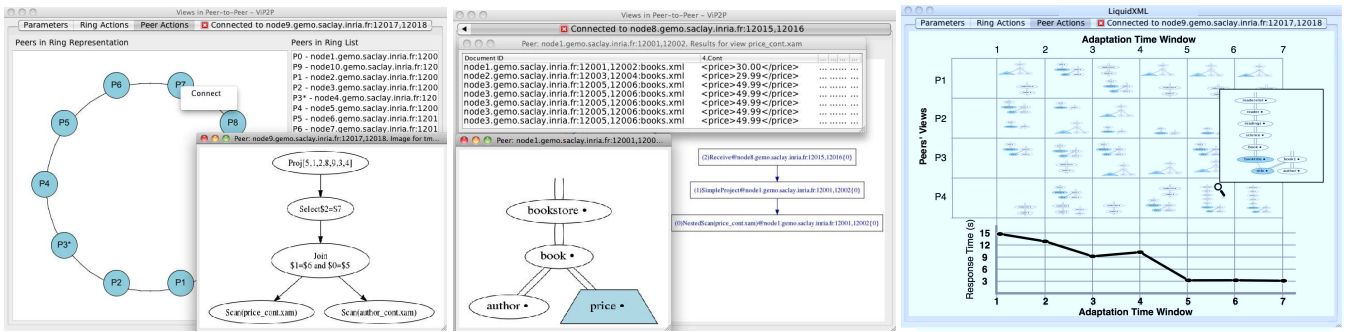 Views in Peer-to-Peer – ViP2P
Parameters Ring Actions Peer Actions Connected to node9.gemo.saclay.inria.fr:12017,12018
Peers in Ring Representation
Peers in Ring List
P0 - node1.gemo.saclay.inria.fr:1200
P9 - node10.gemo.saclay.inria.fr:120
P1 - node2.gemo.saclay.inria.fr:1200
P2 - node3.gemo.saclay.inria.fr:1200
P3* - node4.gemo.saclay.inria.fr:120
P4 - node5.gemo.saclay.inria.fr:1200
P5 - node6.gemo.saclay.inria.fr:1201
P6 - node7.gemo.saclay.inria.fr:1201
P6
P7
Connect
P5
P8
P4
P3*
P2
P1
Peer: node9.gemo.saclay.inria.fr:12017,12018. Image for tm...
Proj[5,1,2,8,9,3,4]
Select$2=S7
Join
$1=$6 and $0=$5
Scan(price_cont.xam)
Scan(author_cont.xam)
Views in Peer-to-Peer – ViP2P
Connected to node8.gemo.saclay.inria.fr:12015,12016
Peer: node1.gemo.saclay.inria.fr:12001,12002. Results for view price_cont.xam
Document ID 4.Cont
node1.gemo.saclay.inria.fr:12001,12002:books.xml <price>30.00</price>
node2.gemo.saclay.inria.fr:12003,12004:books.xml <price>29.99</price>
node3.gemo.saclay.inria.fr:12005,12006:books.xml <price>49.99</price>
node3.gemo.saclay.inria.fr:12005,12006:books.xml <price>49.99</price>
node3.gemo.saclay.inria.fr:12005,12006:books.xml <price>49.99</price>
node3.gemo.saclay.inria.fr:12005,12006:books.xml <price>49.99</price>
Peer: node1.gemo.saclay.inria.fr:12001,1200...
bookstore •
book •
author •
price •
(2)Receive@node8.gemo.saclay.inria.fr:12015,12016{0}
(1)SimpleProject@node1.gemo.saclay.inria.fr:12001,12002{0}
(0)NestedScan(price_cont.xam)@node1.gemo.saclay.inria.fr:12001,12002{0}
LiquidXML
Parameters Ring Actions Peer Actions Connected to node9.gemo.saclay.inria.fr:12017,12018
Adaptation Time Window
1 2 3 4 5 6 7
Peers' Views
P1
P2
P3
P4
readings •
science •
book •
title •
author •
Response Time (s)
15
12
9
6
3
1 2 3 4 5 6 7
Adaptation Time Window